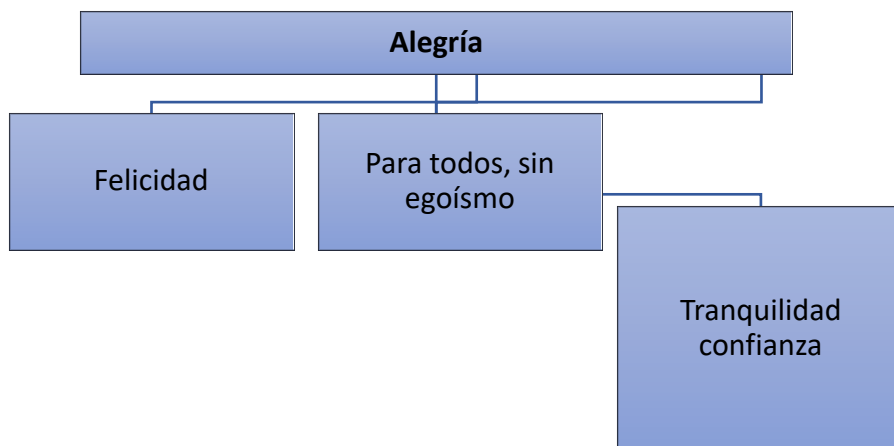 Alegría
Felicidad
Para todos, sin
egoísmo
Tranquilidad
confianza